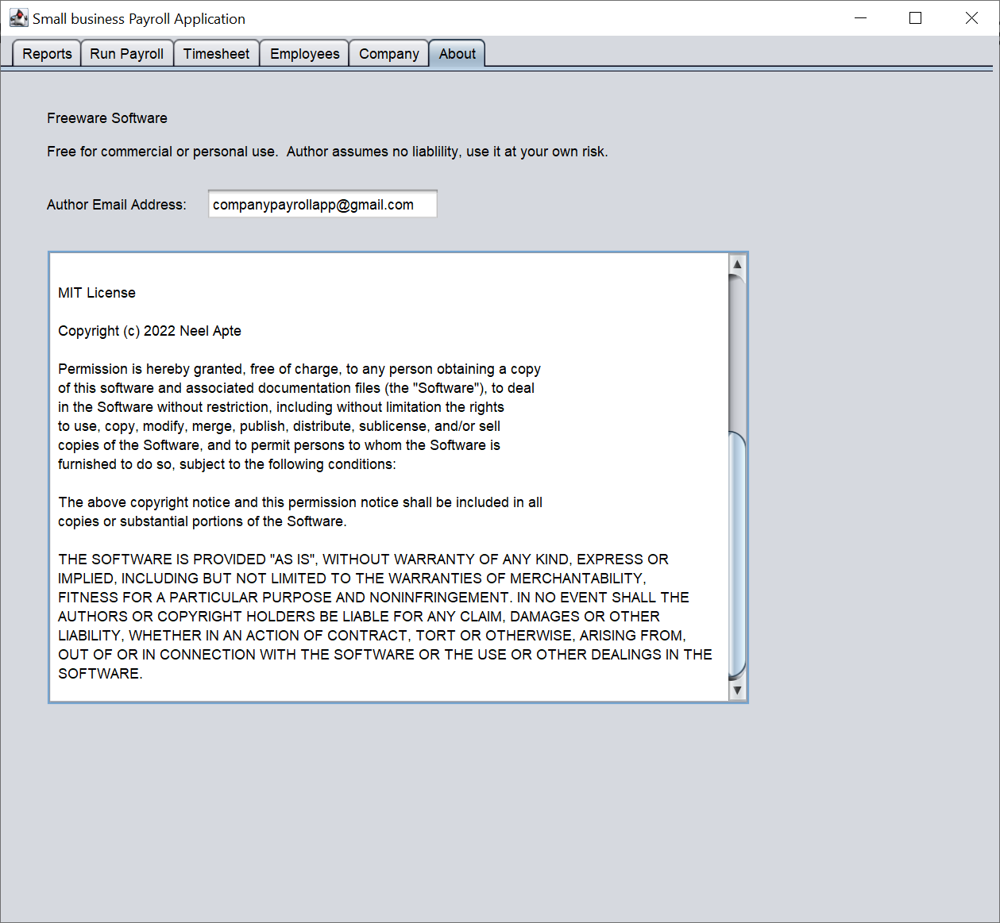 Small business Payroll Application
Reports Run Payroll Timesheet Employees Company About
Freeware Software
Free for commercial or personal use.  Author assumes no liablility, use it at your own risk.
Author Email Address: companypayrollapp@gmail.com
MIT License
Copyright (c) 2022 Neel Apte
Permission is hereby granted, free of charge, to any person obtaining a copy
of this software and associated documentation files (the "Software"), to deal
in the Software without restriction, including without limitation the rights
to use, copy, modify, merge, publish, distribute, sublicense, and/or sell
copies of the Software, and to permit persons to whom the Software is
furnished to do so, subject to the following conditions:
The above copyright notice and this permission notice shall be included in all
copies or substantial portions of the Software.
THE SOFTWARE IS PROVIDED "AS IS", WITHOUT WARRANTY OF ANY KIND, EXPRESS OR
IMPLIED, INCLUDING BUT NOT LIMITED TO THE WARRANTIES OF MERCHANTABILITY,
FITNESS FOR A PARTICULAR PURPOSE AND NONINFRINGEMENT. IN NO EVENT SHALL THE
AUTHORS OR COPYRIGHT HOLDERS BE LIABLE FOR ANY CLAIM, DAMAGES OR OTHER
LIABILITY, WHETHER IN AN ACTION OF CONTRACT, TORT OR OTHERWISE, ARISING FROM,
OUT OF OR IN CONNECTION WITH THE SOFTWARE OR THE USE OR OTHER DEALINGS IN THE
SOFTWARE.